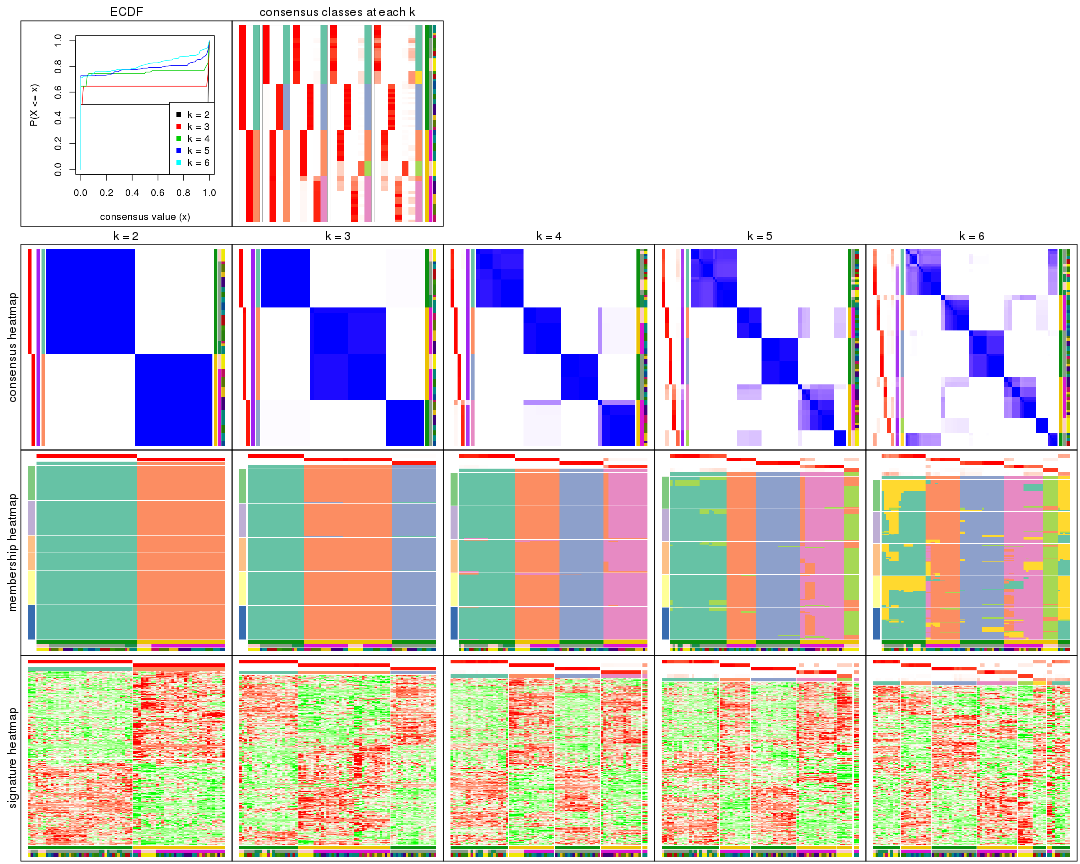 ECDF
consensus classes at each k
P(X <= x)
0.0
0.2
0.4
0.6
0.8
1.0
k = 2
k = 3
k = 4
k = 5
k = 6
0.0 0.2 0.4 0.6 0.8 1.0
consensus value (x)
k = 2
k = 3
k = 4
k = 5
k = 6
consensus heatmap
membership heatmap
signature heatmap